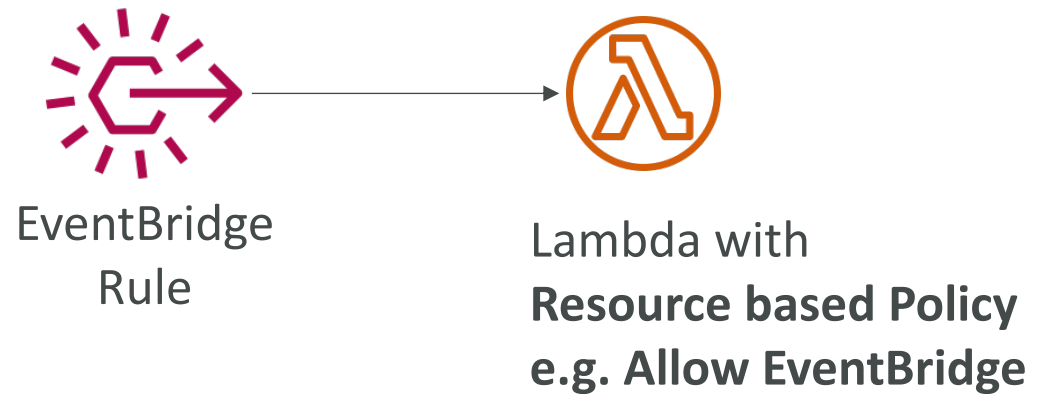 EventBridge
Rule
Lambda with
Resource based Policy
e.g. Allow EventBridge